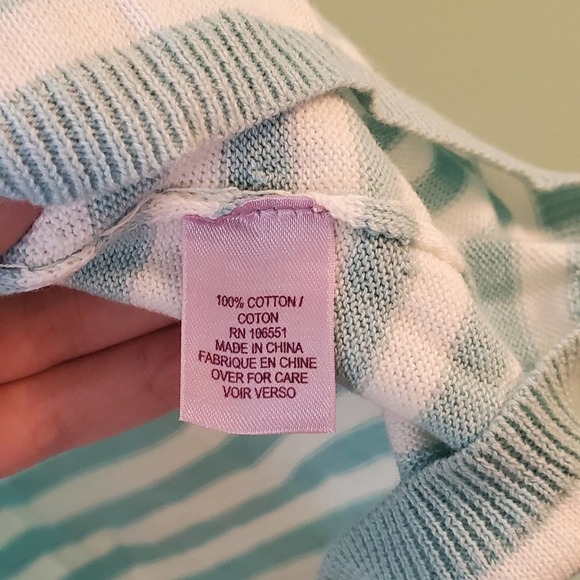 100% COTTON /
COTON
RN 106551
MADE IN CHINA
FABRIQUE EN CHINE
OVER FOR CARE
VOIR VERSO